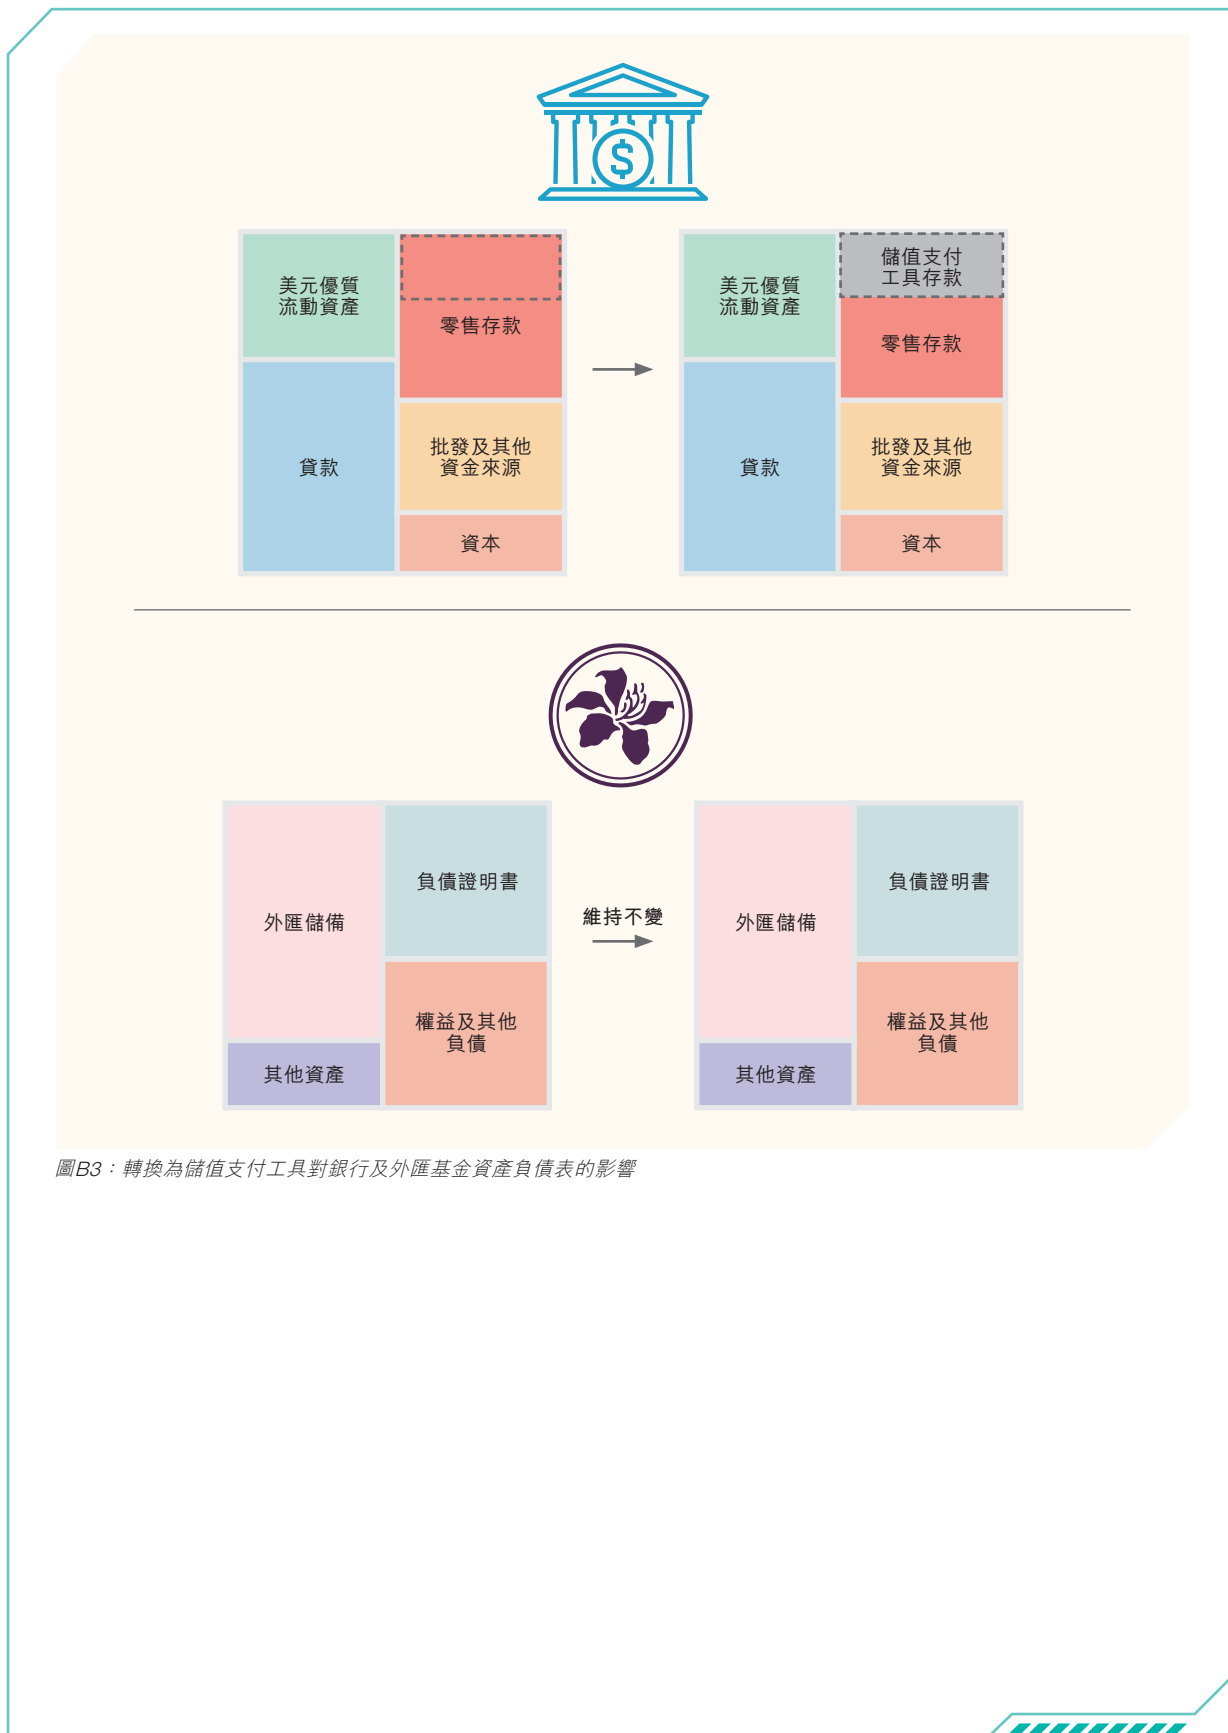 $
美元優質
流動資產
零售存款
貸款
批發及其他
資金來源
資本
儲值支付
工具存款
美元優質
流動資產
零售存款
貸款
批發及其他
資金來源
資本
外匯儲備
負債證明書
權益及其他
負債
其他資產
維持不變
外匯儲備
負債證明書
權益及其他
負債
其他資產
圖B3：轉換為儲值支付工具對銀行及外匯基金資產負債表的影響